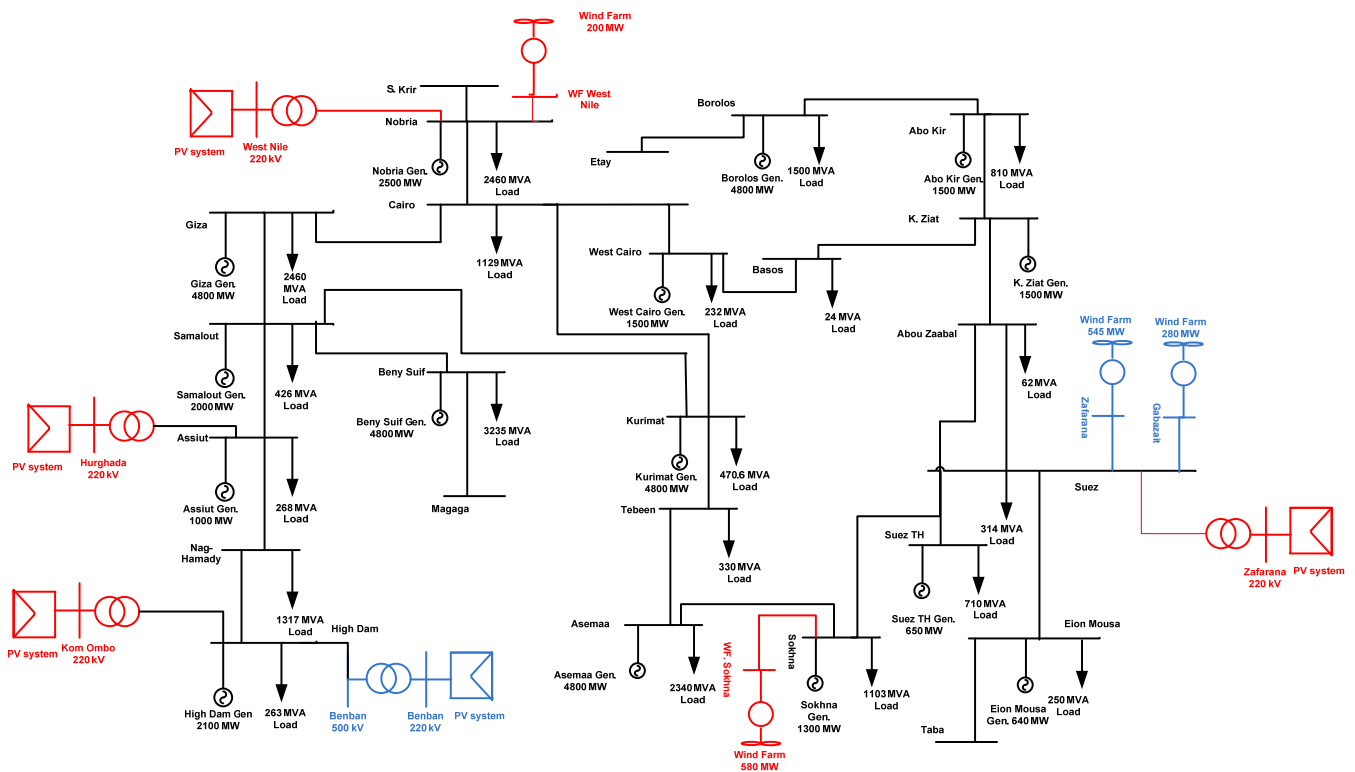 Wind Farm
200 MW
S. Krir
WF West
Nile
Nobria
PV system
West Nile
220 kV
Nobria Gen.
2500 MW
2460 MVA
Load
Borolos
Etay
Borolos Gen.
4800 MW
1500 MVA
Load
Abo Kir
Abo Kir Gen.
1500 MW
810 MVA
Load
Cairo
Giza
Giza Gen.
4800 MW
2460
MVA
Load
1129 MVA
Load
West Cairo
West Cairo Gen.
1500 MW
232 MVA
Load
Basos
24 MVA
Load
K. Ziat
K. Ziat Gen.
1500 MW
Samalout
Samalout Gen.
2000 MW
426 MVA
Load
Beny Suif
Beny Suif Gen.
4800 MW
3235 MVA
Load
Magaga
Abou Zaabal
62 MVA
Load
Wind Farm
545 MW
Wind Farm
280 MW
Zafarana
Gabazait
PV system
Hurghada
220 kV
Assiut
Assiut Gen.
1000 MW
268 MVA
Load
Kurimat
Kurimat Gen.
4800 MW
470.6 MVA
Load
Suez
314 MVA
Load
Tebeen
330 MVA
Load
Suez TH
Suez TH Gen.
650 MW
710 MVA
Load
Zafarana
220 kV
PV system
Nag-
Hamady
1317 MVA
Load
PV system
Kom Ombo
220 kV
High Dam
High Dam Gen
2100 MW
263 MVA
Load
Benban
500 kV
Benban
220 kV
PV system
Asemaa
Asemaa Gen.
4800 MW
2340 MVA
Load
WF. Sokhna
Wind Farm
580 MW
Sokhna
Sokhna
Gen.
1300 MW
1103 MVA
Load
Eion Mousa
Eion Mousa
Gen. 640 MW
250 MVA
Load
Taba